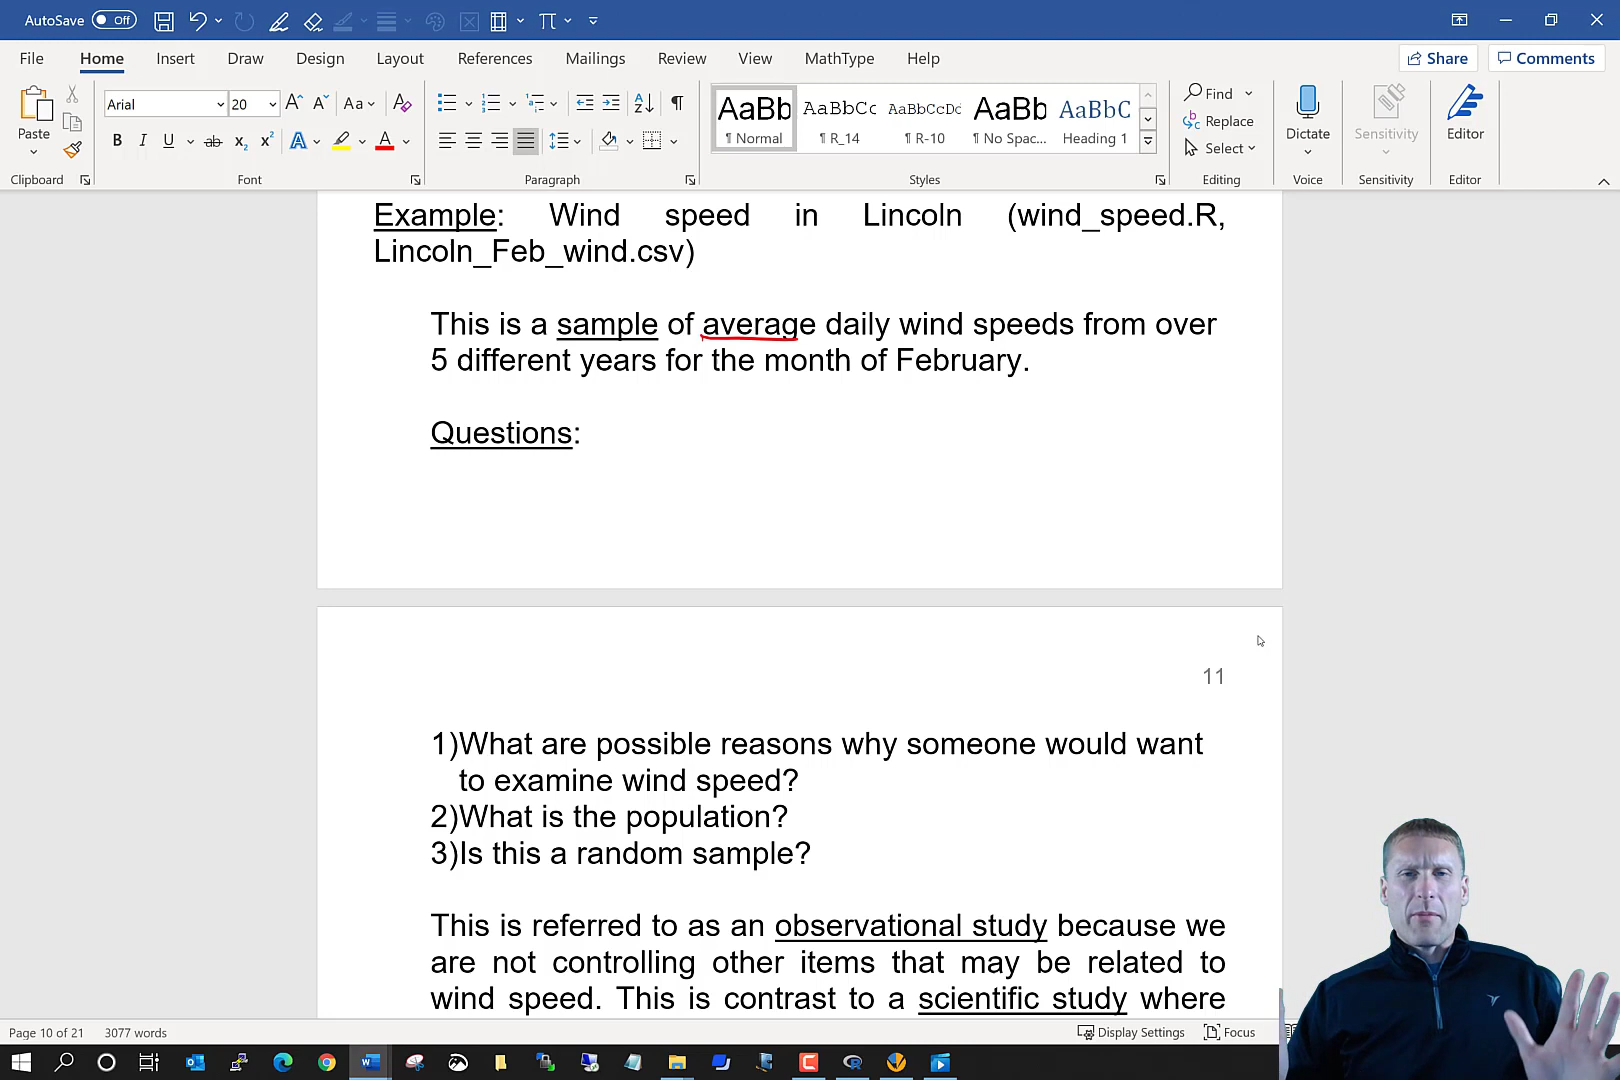 AutoSave Off
File Home Insert Draw Design Layout References Mailings Review View MathType Help Share Comments
Paste
Clipboard
Arial 20
Font
Paragraph
AaBb AaBbCc AaBbCcDd AaBb AaBbC
¶ Normal ¶ R_14 ¶ R-10 ¶ No Spac... Heading 1
Styles
Find
Replace
Select
Editing
Dictate
Voice
Sensitivity
Sensitivity
Editor
Editor
Example: Wind speed in Lincoln (wind_speed.R,
Lincoln_Feb_wind.csv)
This is a sample of average daily wind speeds from over
5 different years for the month of February.
Questions:
11
1)What are possible reasons why someone would want
to examine wind speed?
2)What is the population?
3)Is this a random sample?
This is referred to as an observational study because we
are not controlling other items that may be related to
wind speed. This is contrast to a scientific study where
Page 10 of 21 3077 words Display Settings Focus